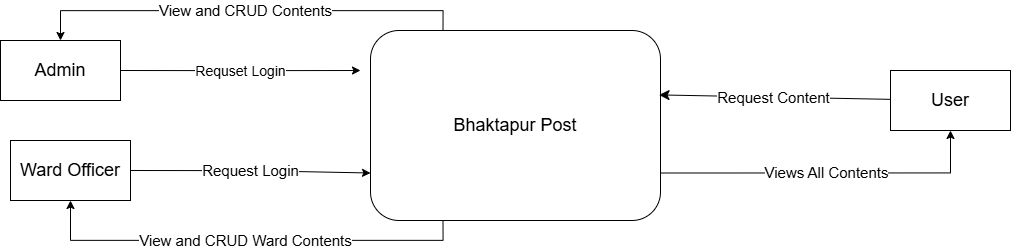 View and CRUD Contents
Admin
Requset Login
Bhaktapur Post
Request Content
User
Ward Officer
Request Login
Views All Contents
View and CRUD Ward Contents